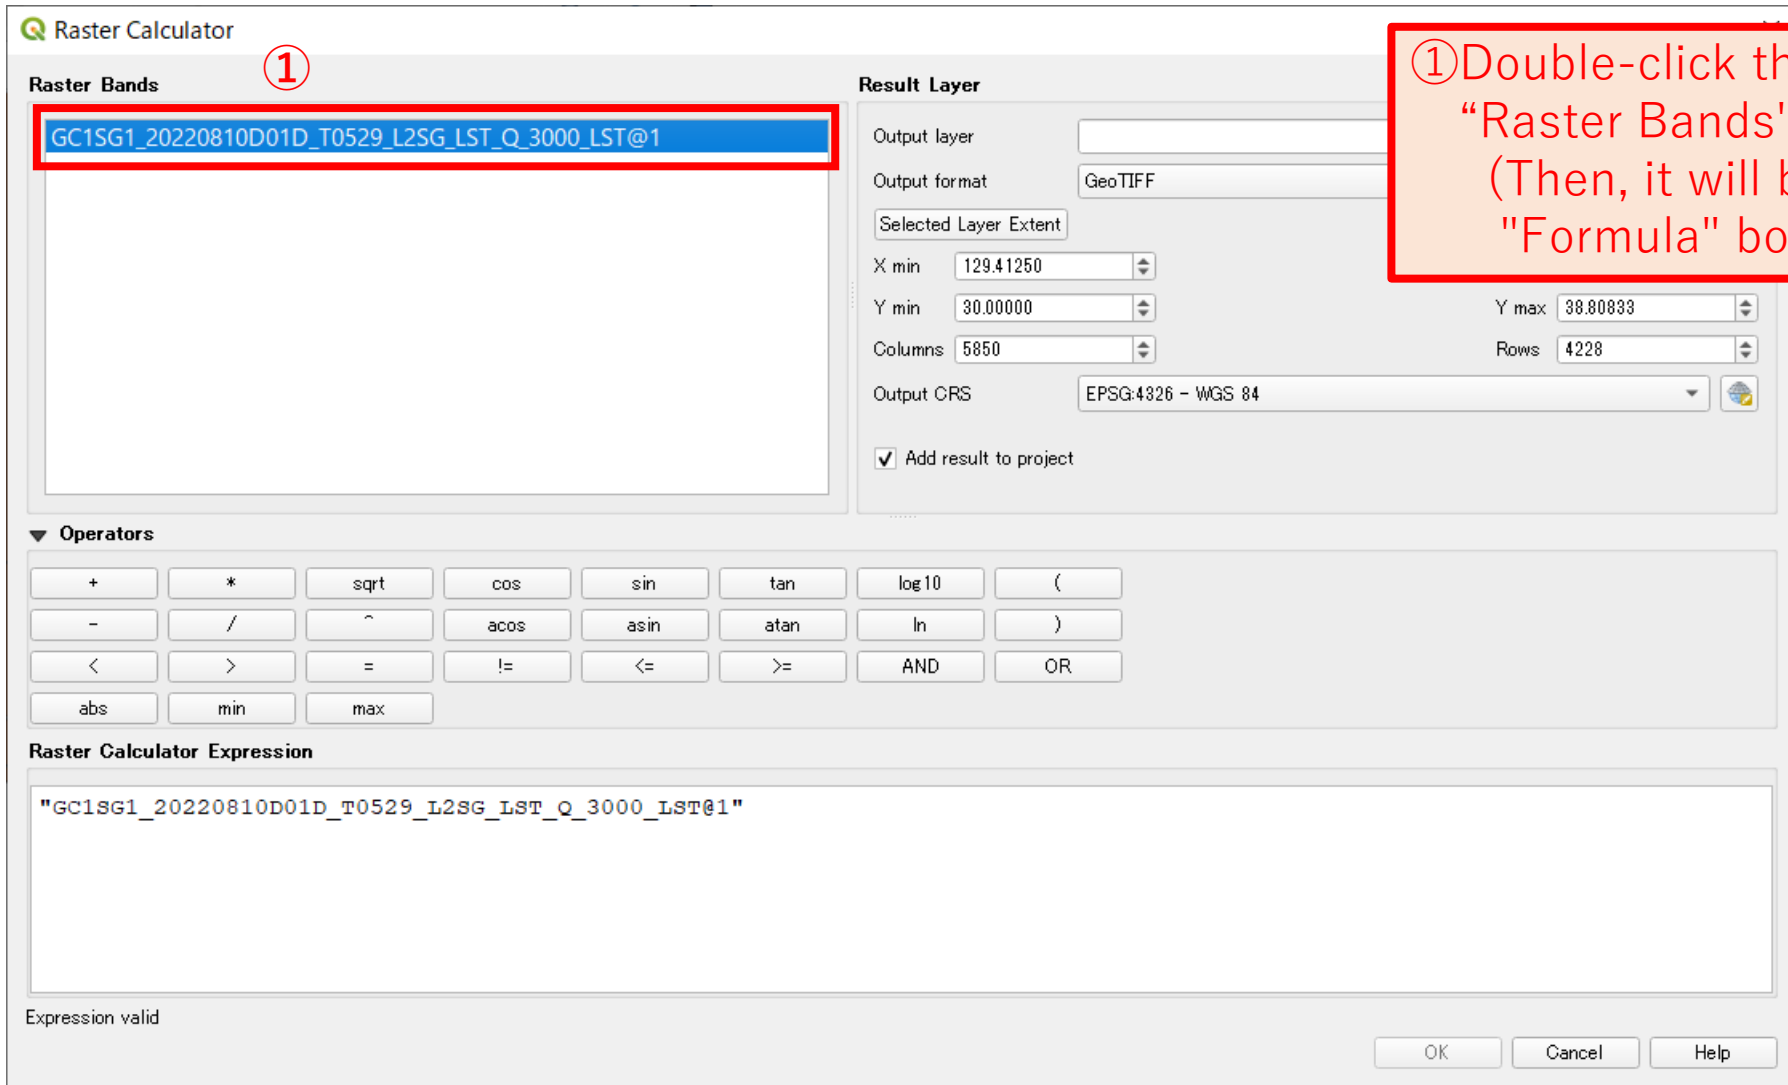 Raster Calculator
①
Raster Bands
GC1SG1_20220810D01D_T0529_L2SG_LST_Q_3000_LST@1
Result Layer
Output layer
Output format GeoTIFF
Selected Layer Extent
X min 129.41250
Y min 30.00000 Y max 38.80833
Columns 5850 Rows 4228
Output CRS EPSG:4326 - WGS 84
Add result to project
①Double-click
“Raster Bands"
(Then, it will
"Formula"
Operators
+ * sqrt cos sin tan log10 (
- / ^ acos asin atan ln )
< > = != <= >= AND OR
abs min max
Raster Calculator Expression
"GC1SG1_20220810D01D_T0529_L2SG_LST_Q_3000_LST@1"
Expression valid
OK Cancel Help